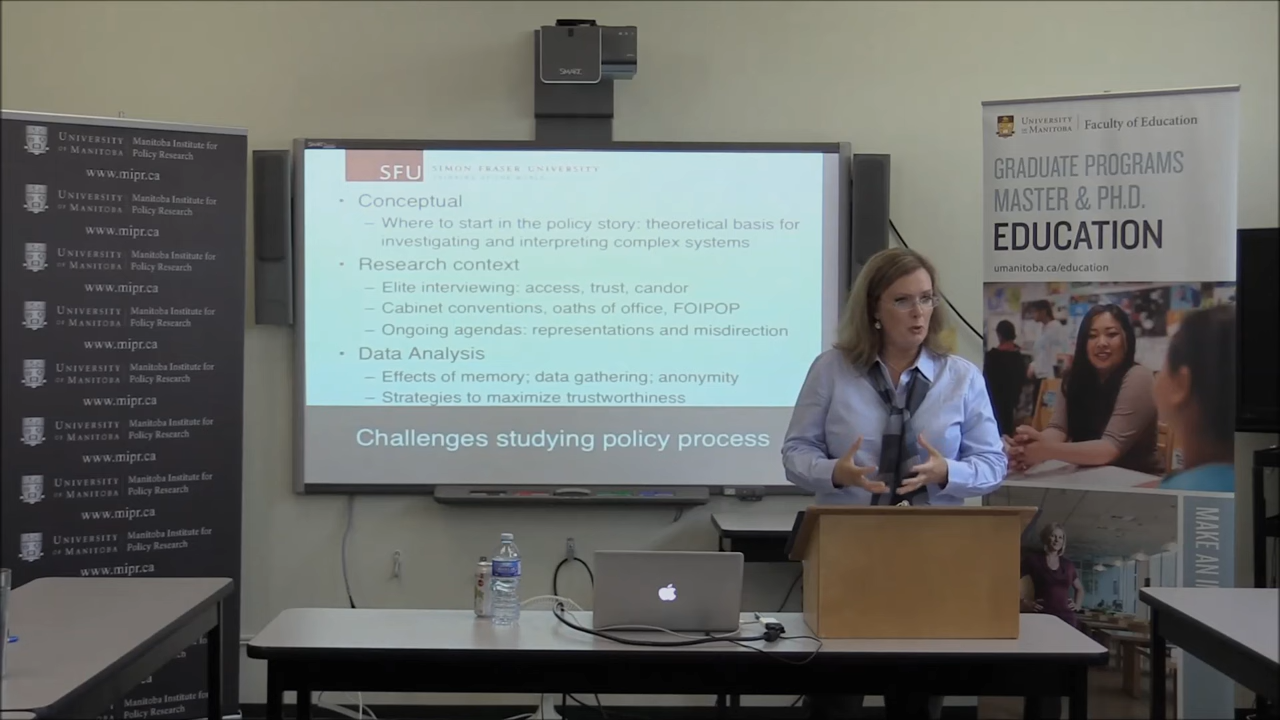 UNIVERSITY OF MANITOBA Manitoba Institute for Policy Research
www.mipr.ca
UNIVERSITY OF MANITOBA Manitoba Institute for Policy Research
www.mipr.ca
UNIVERSITY OF MANITOBA Manitoba Institute for Policy Research
www.mipr.ca
UNIVERSITY OF MANITOBA Manitoba Institute for Policy Research
www.mipr.ca
UNIVERSITY OF MANITOBA Manitoba Institute for Policy Research
www.mipr.ca
UNIVERSITY OF MANITOBA Manitoba Institute for Policy Research
www.mipr.ca
UNIVERSITY OF MANITOBA Manitoba Institute for Policy Research
www.mipr.ca
UNIVERSITY OF MANITOBA Manitoba Institute for Policy Research
www.mipr.ca
Manitoba Institute for
Policy Research
SMART
SFU SIMON FRASER UNIVERSITY
• Conceptual
– Where to start in the policy story: theoretical basis for
investigating and interpreting complex systems
• Research context
– Elite interviewing: access, trust, candor
– Cabinet conventions, oaths of office, FOIPOP
– Ongoing agendas: representations and misdirection
• Data Analysis
– Effects of memory; data gathering; anonymity
– Strategies to maximize trustworthiness
Challenges studying policy process
UNIVERSITY OF MANITOBA Faculty of Education
GRADUATE PROGRAMS
MASTER & PH.D.
EDUCATION
umanitoba.ca/education
MAKE AN I